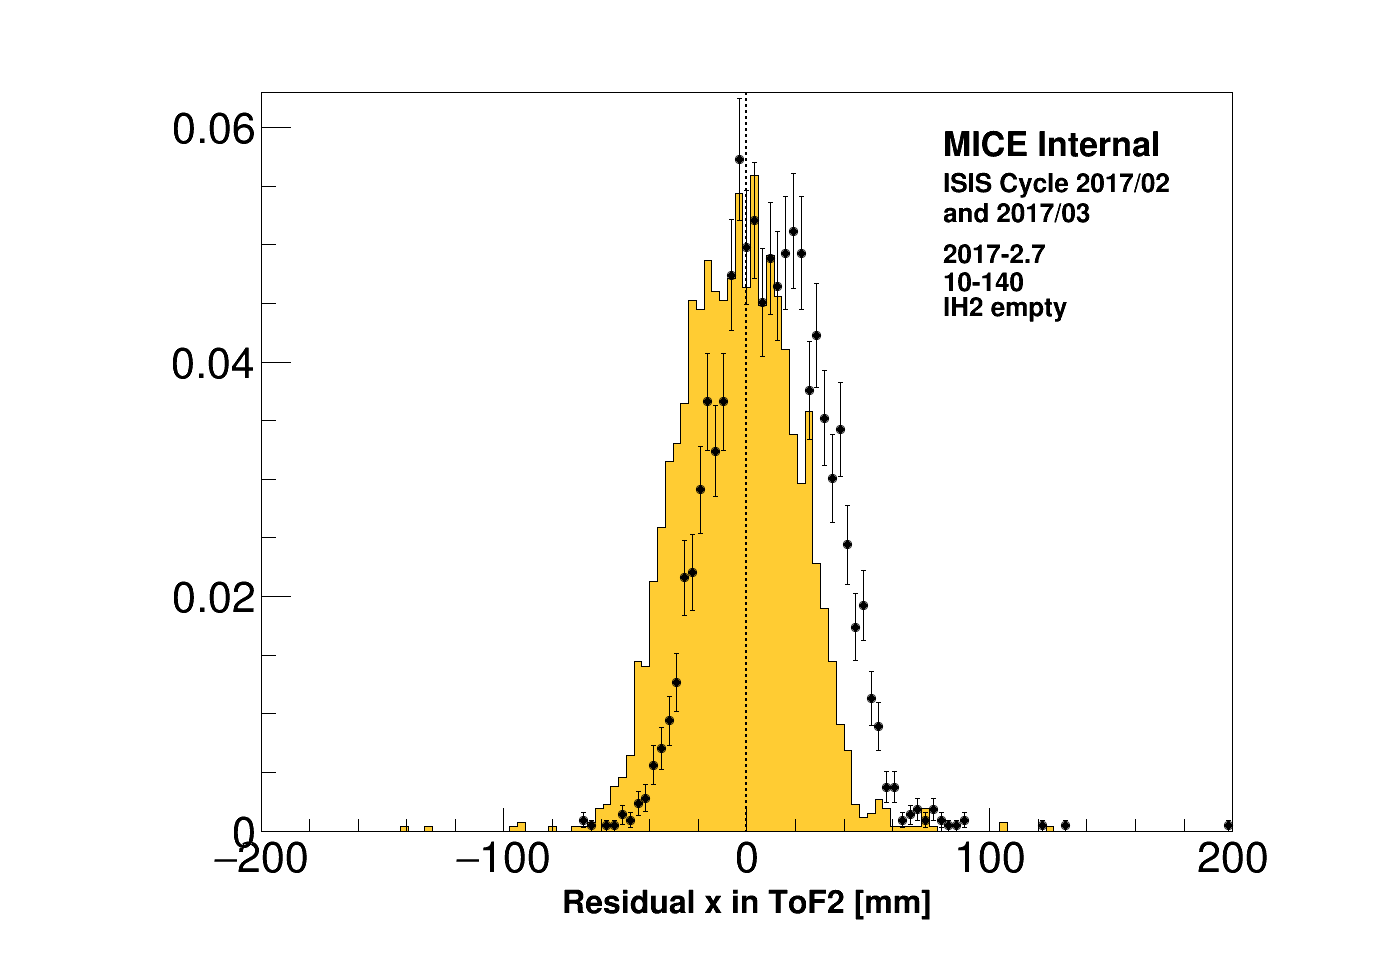 0.06
0.04
0.02
0
−200
−100
0
100
200
Residual x in ToF2 [mm]
MICE Internal
ISIS Cycle 2017/02
and 2017/03
2017-2.7
10-140
lH2 empty